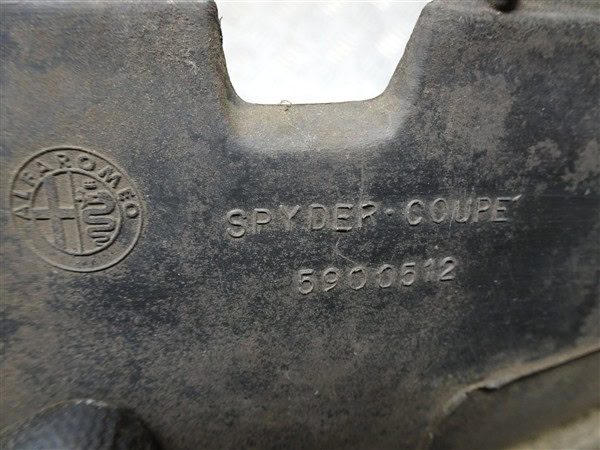 ALFA ROMEO
SPYDER-COUPE'
5900512